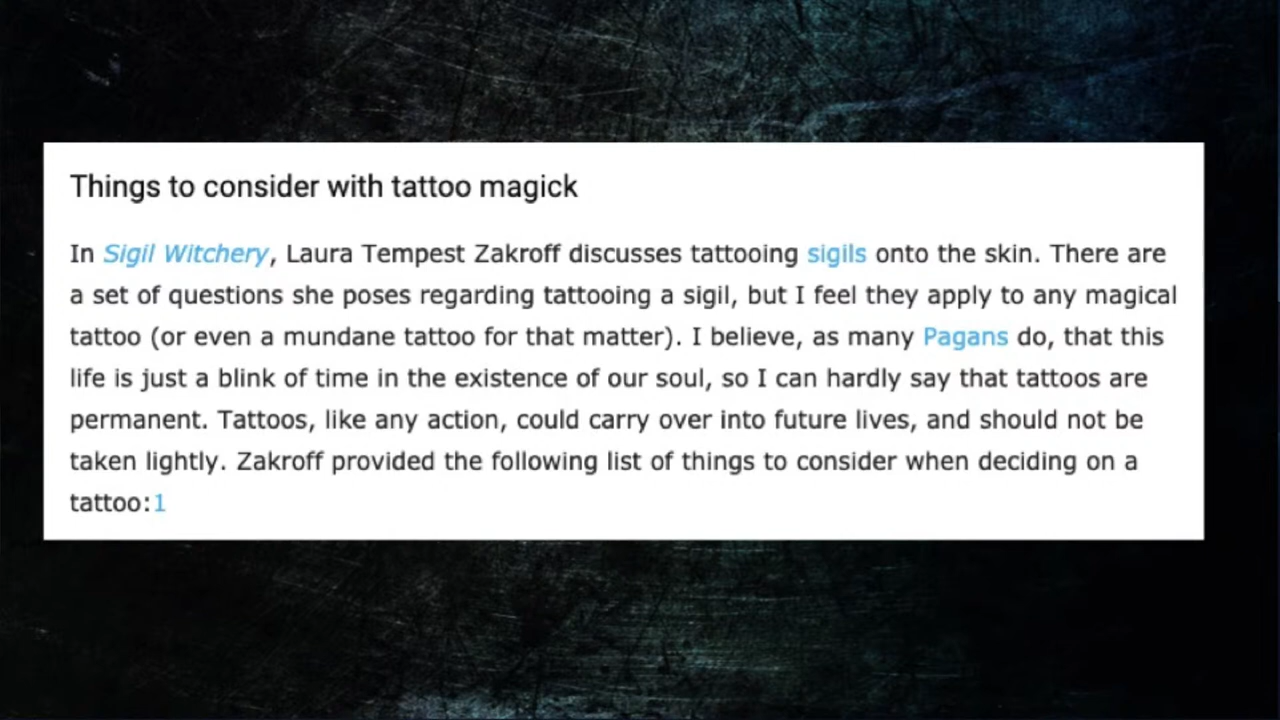 Things to consider with tattoo magick
In Sigil Witchery, Laura Tempest Zakroff discusses tattooing sigils onto the skin. There are
a set of questions she poses regarding tattooing a sigil, but I feel they apply to any magical
tattoo (or even a mundane tattoo for that matter). I believe, as many Pagans do, that this
life is just a blink of time in the existence of our soul, so I can hardly say that tattoos are
permanent. Tattoos, like any action, could carry over into future lives, and should not be
taken lightly. Zakroff provided the following list of things to consider when deciding on a
tattoo:1